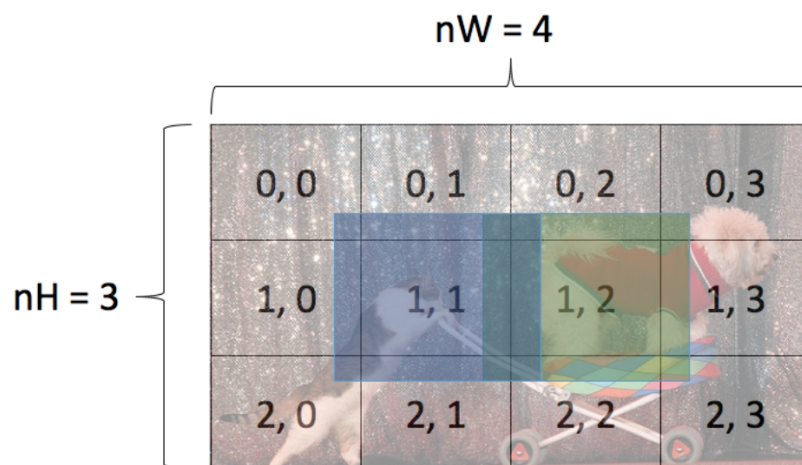 nW = 4
0, 0 0, 1 0, 2 0, 3
nH = 3 1, 0 1, 1 1, 2 1, 3
2, 0 2, 1 2, 2 2, 3